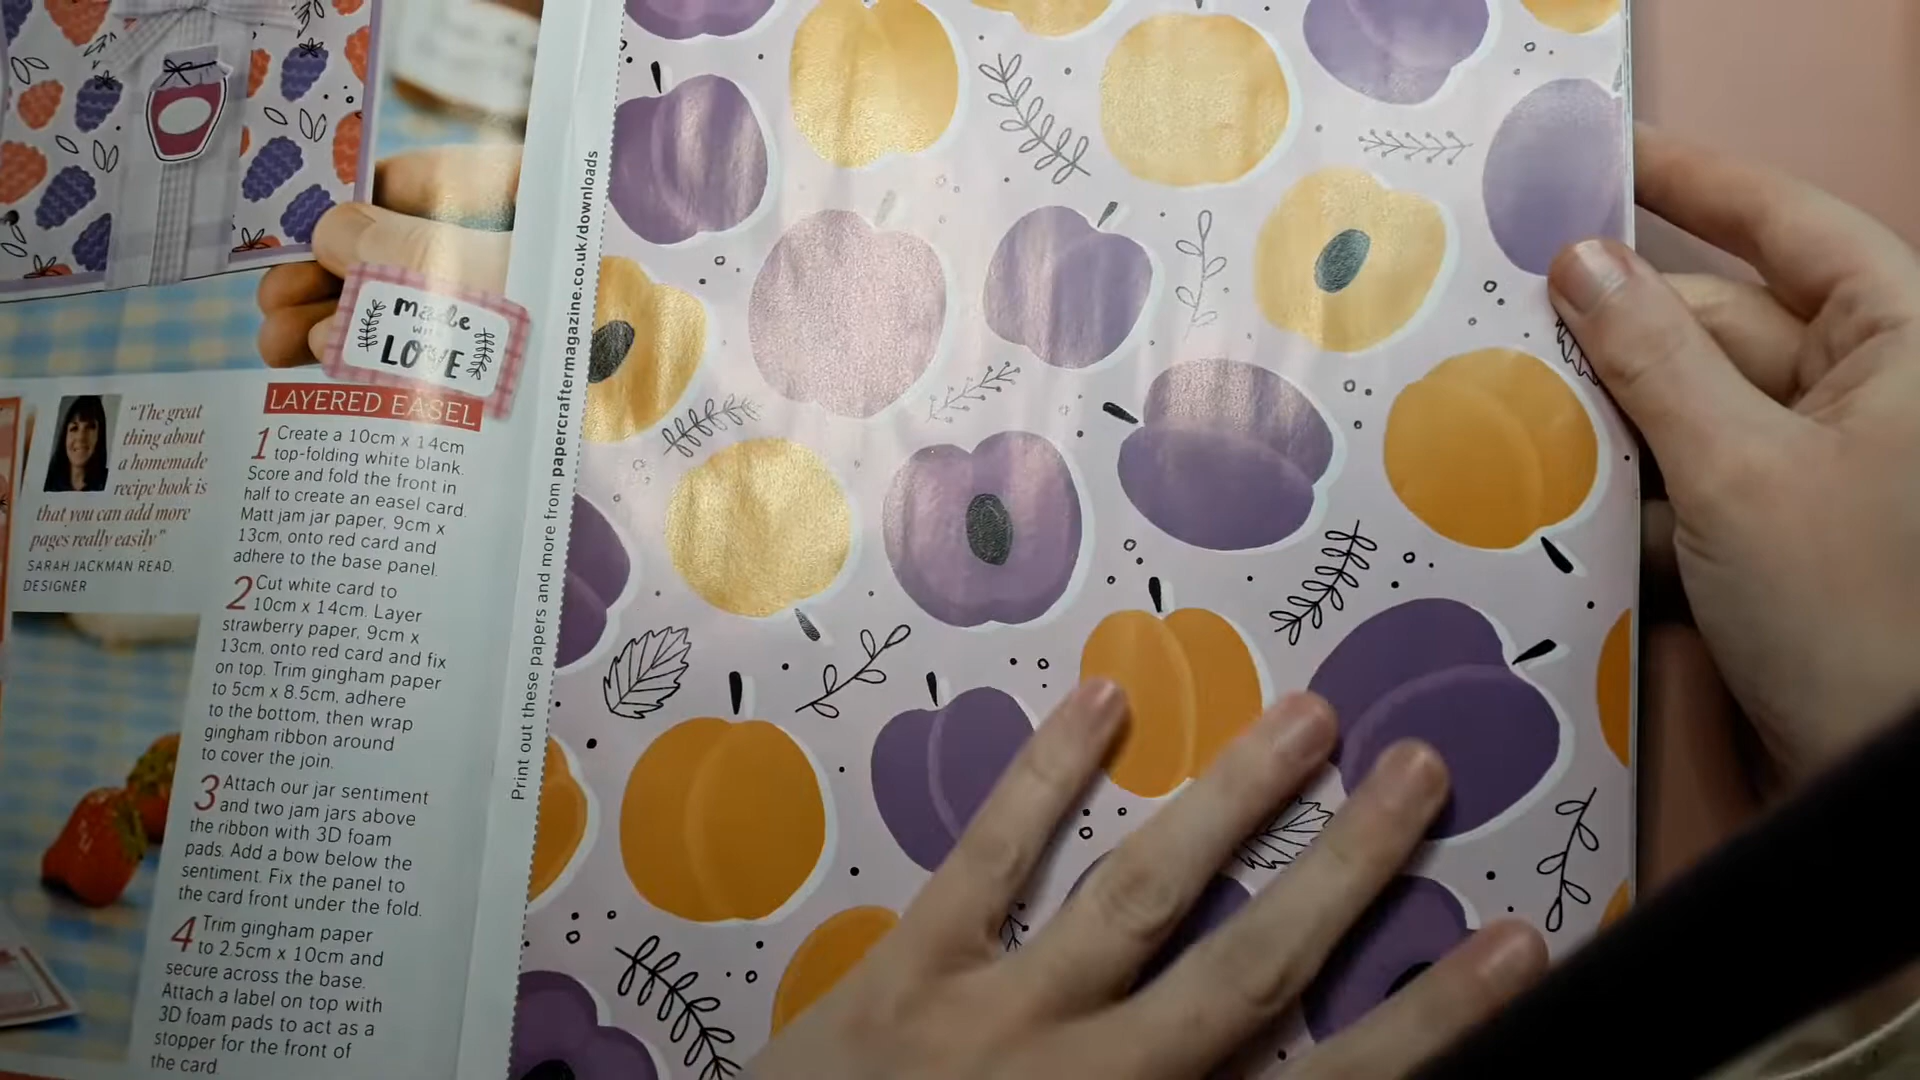 made
with
LOVE
"The great
thing about
a homemade
recipe book is
that you can add more
pages really easily"
SARAH JACKMAN READ,
DESIGNER
LAYERED EASEL
1 Create a 10cm x 14cm
top-folding white blank.
Score and fold the front in
half to create an easel card.
Matt jam jar paper, 9cm x
13cm, onto red card and
adhere to the base panel.
2 Cut white card to
10cm x 14cm. Layer
strawberry paper, 9cm x
13cm, onto red card and fix
on top. Trim gingham paper
to 5cm x 8.5cm, adhere
to the bottom, then wrap
gingham ribbon around
to cover the join.
3 Attach our jar sentiment
and two jam jars above
the ribbon with 3D foam
pads. Add a bow below the
sentiment. Fix the panel to
the card front under the fold.
4 Trim gingham paper
to 2.5cm x 10cm and
secure across the base.
Attach a label on top with
3D foam pads to act as a
stopper for the front of
the card.
Print out these papers and more from papercraftermagazine.co.uk/downloads